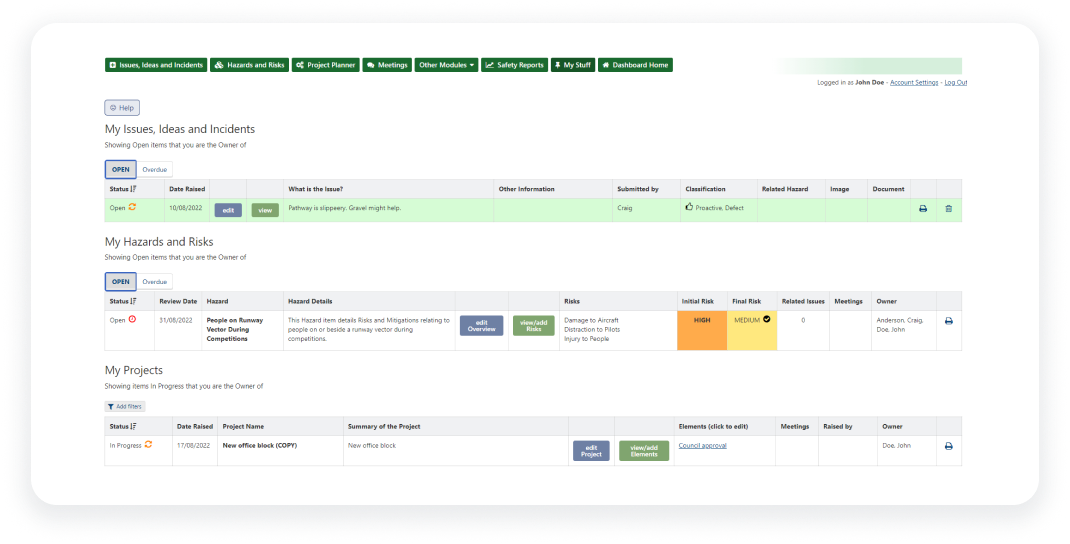 Issues, Ideas and Incidents Hazards and Risks Project Planner Meetings Other Modules Safety Reports My Stuff Dashboard Home
Logged in as John Doe - Account Settings - Log Out
Help
My Issues, Ideas and Incidents
Showing Open items that you are the Owner of
OPEN Overdue
Status Date Raised What is the Issue? Other Information Submitted by Classification Related Hazard Image Document
Open 10/08/2022 edit view Pathway is slippeery. Gravel might help. Craig Proactive, Defect
My Hazards and Risks
Showing Open items that you are the Owner of
OPEN Overdue
Status Review Date Hazard Hazard Details Risks Initial Risk Final Risk Related Issues Meetings Owner
Open 31/08/2022 People on Runway This Hazard item details Risks and Mitigations relating to edit view/add Damage to Aircraft HIGH MEDIUM 0 Anderson, Craig,
Vector During people on or beside a runway vector during Overview Risks Distraction to Pilots Doe, John
Competitions competitions. Injury to People
My Projects
Showing items In Progress that you are the Owner of
Add filters
Status Date Raised Project Name Summary of the Project Elements (click to edit) Meetings Raised by Owner
In Progress 17/08/2022 New office block (COPY) New office block edit view/add Council approval Doe, John
Project Elements